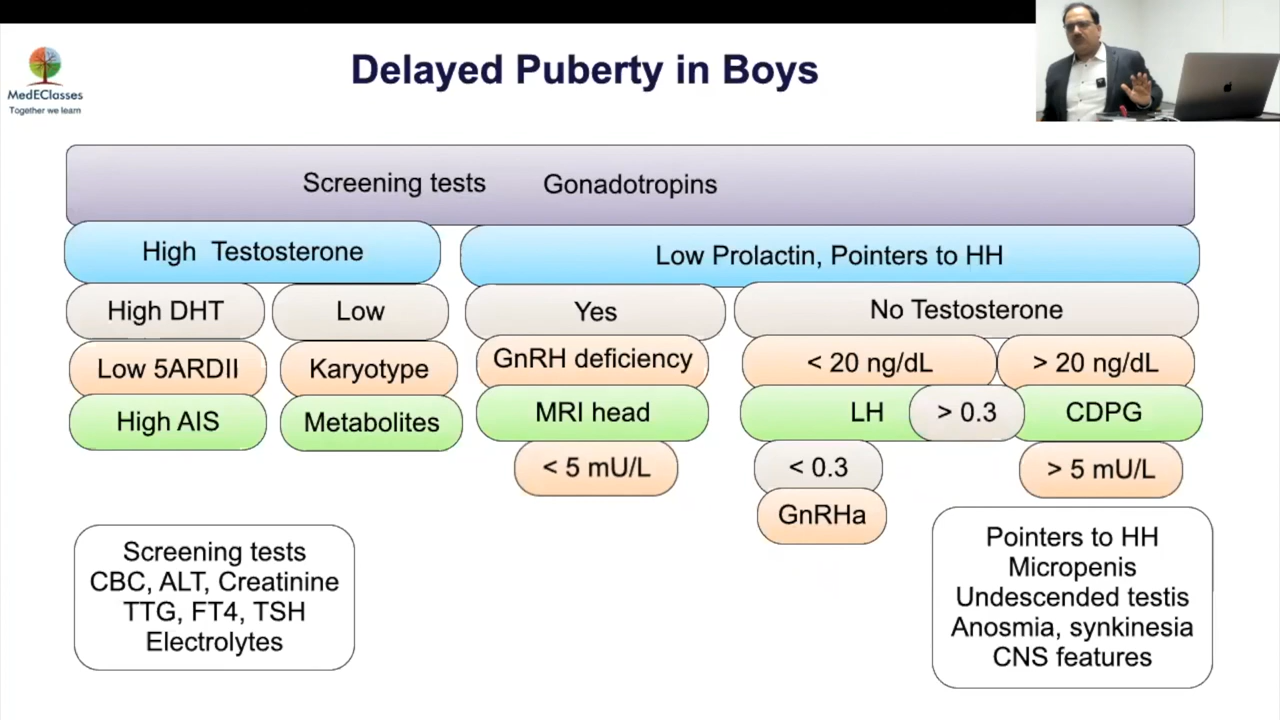 MedEClasses
Together we learn
Delayed Puberty in Boys
Screening tests Gonadotropins
High Testosterone
Low Prolactin, Pointers to HH
High DHT
Low
Yes
No Testosterone
Low 5ARDII
Karyotype
GnRH deficiency
< 20 ng/dL
> 20 ng/dL
High AIS
Metabolites
MRI head
LH
> 0.3
CDPG
< 5 mU/L
< 0.3
> 5 mU/L
GnRHa
Screening tests
CBC, ALT, Creatinine
TTG, FT4, TSH
Electrolytes
Pointers to HH
Micropenis
Undescended testis
Anosmia, synkinesia
CNS features